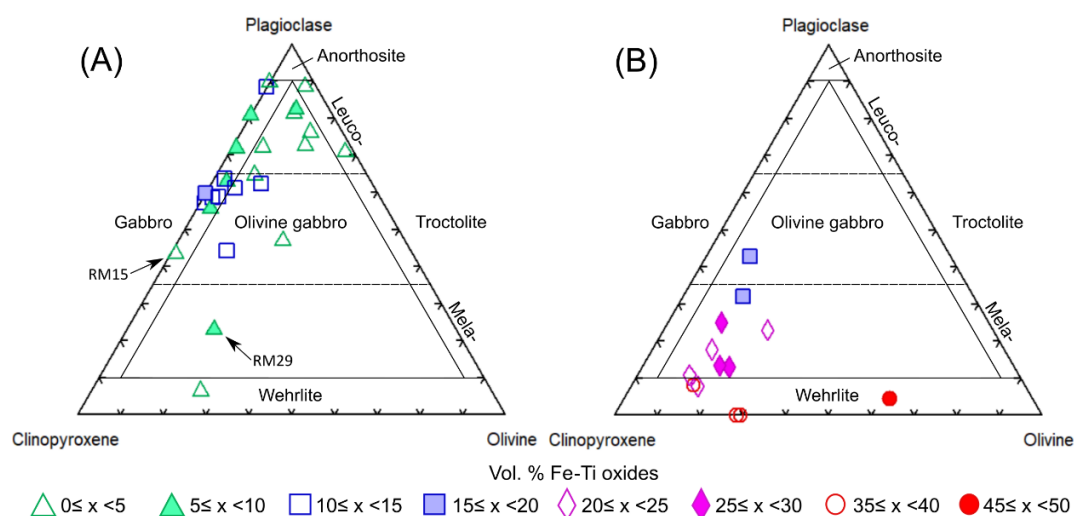 (A)
Plagioclase
Anorthosite
Leuco-
Gabbro
Olivine gabbro
Troctolite
RM15
RM29
Mela-
Wehrlite
Clinopyroxene
Olivine
(B)
Plagioclase
Anorthosite
Leuco-
Gabbro
Olivine gabbro
Troctolite
Mela-
Wehrlite
Clinopyroxene
Olivine
Vol. % Fe-Ti oxides
0≤ x <5
5≤ x <10
10≤ x <15
15≤ x <20
20≤ x <25
25≤ x <30
35≤ x <40
45≤ x <50